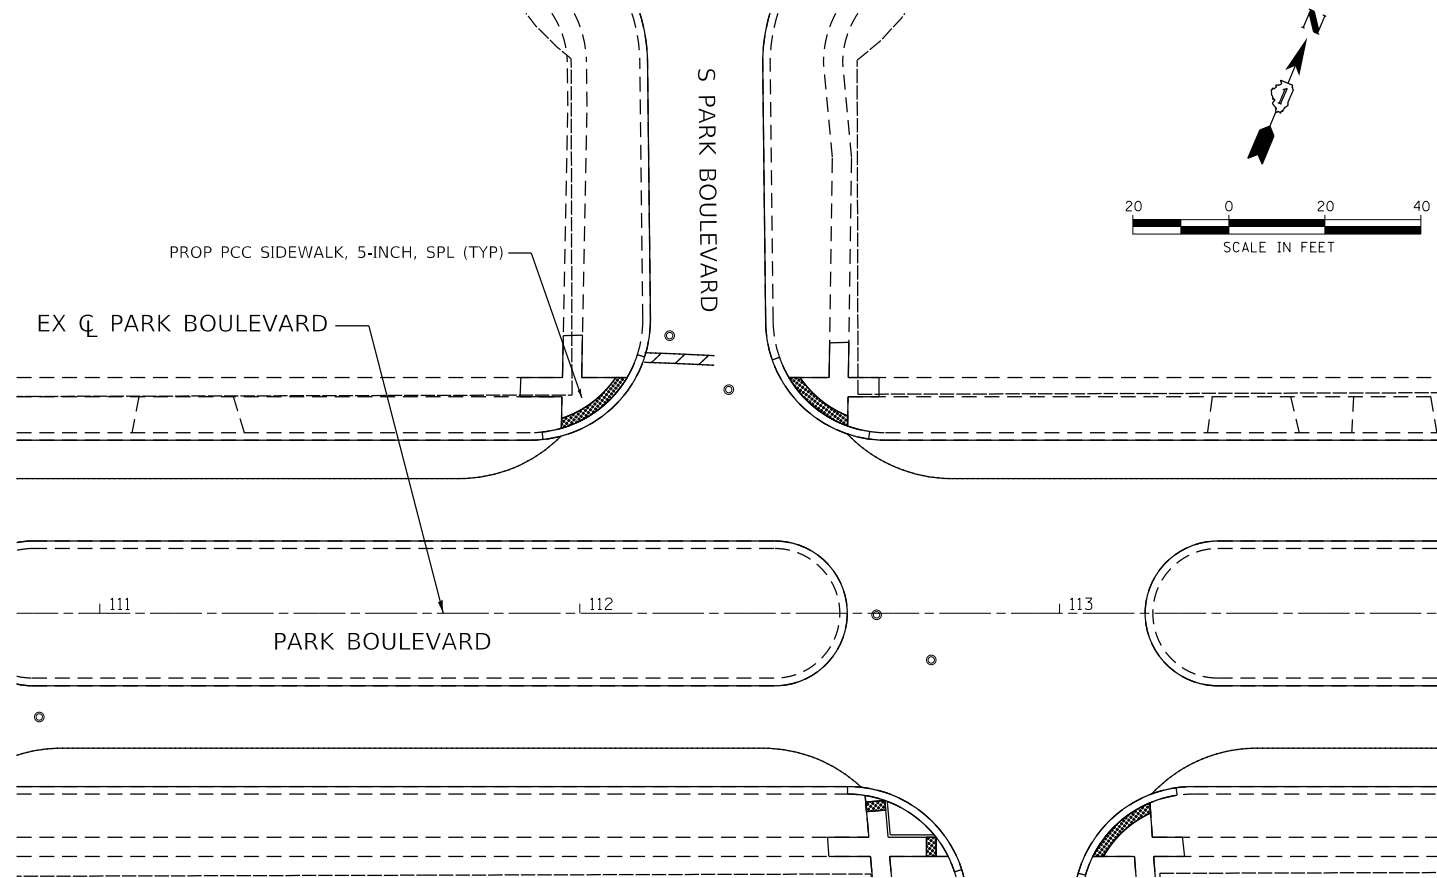 N
1
S PARK BOULEVARD
20 0 20 40
SCALE IN FEET
PROP PCC SIDEWALK, 5-INCH, SPL (TYP)
EX ℄ PARK BOULEVARD
111 112 113
PARK BOULEVARD